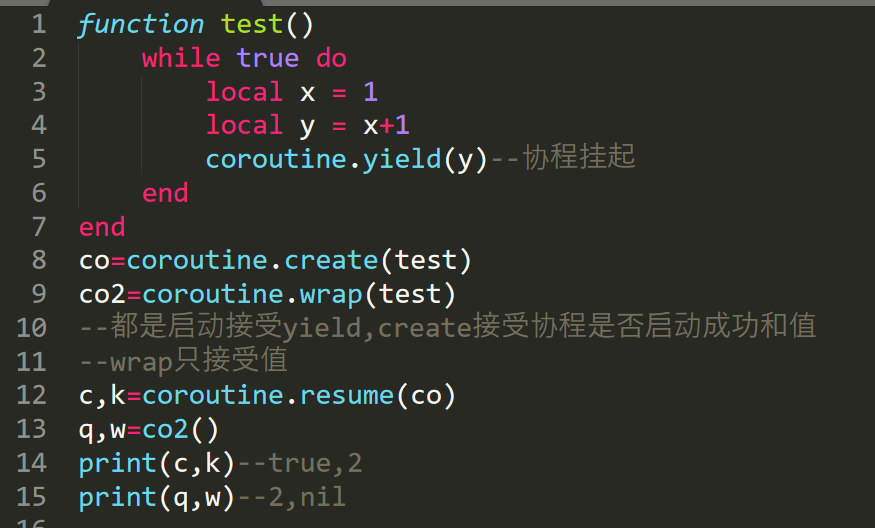 1 function test()
2     while true do
3         local x = 1
4         local y = x+1
5         coroutine.yield(y)--协程挂起
6     end
7 end
8 co=coroutine.create(test)
9 co2=coroutine.wrap(test)
10 --都是启动接受yield,create接受协程是否启动成功和值
11 --wrap只接受值
12 c,k=coroutine.resume(co)
13 q,w=co2()
14 print(c,k)--true,2
15 print(q,w)--2,nil